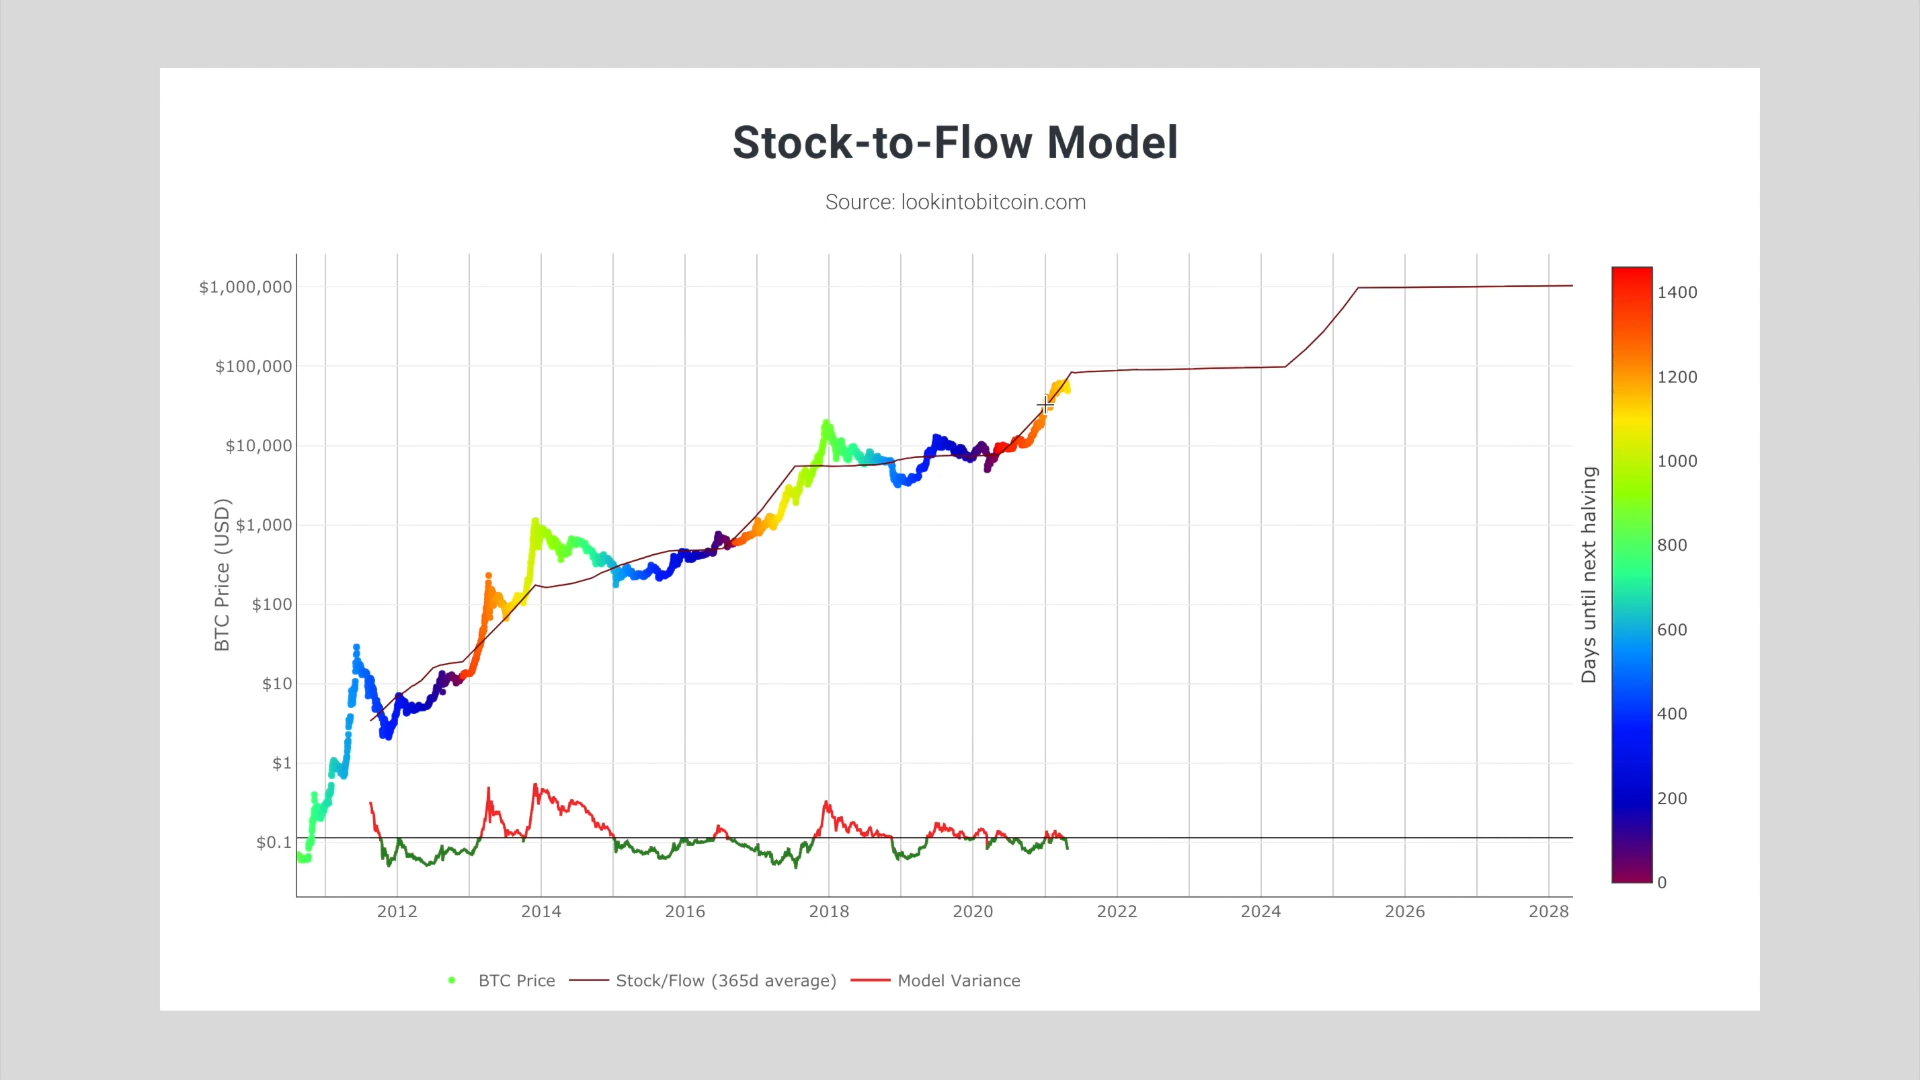 Stock-to-Flow Model
Source: lookintobitcoin.com
BTC Price (USD)
$1,000,000
$100,000
$10,000
$1,000
$100
$10
$1
$0.1
2012 2014 2016 2018 2020 2022 2024 2026 2028
Days until next halving
1400
1200
1000
800
600
400
200
0
BTC Price Stock/Flow (365d average) Model Variance